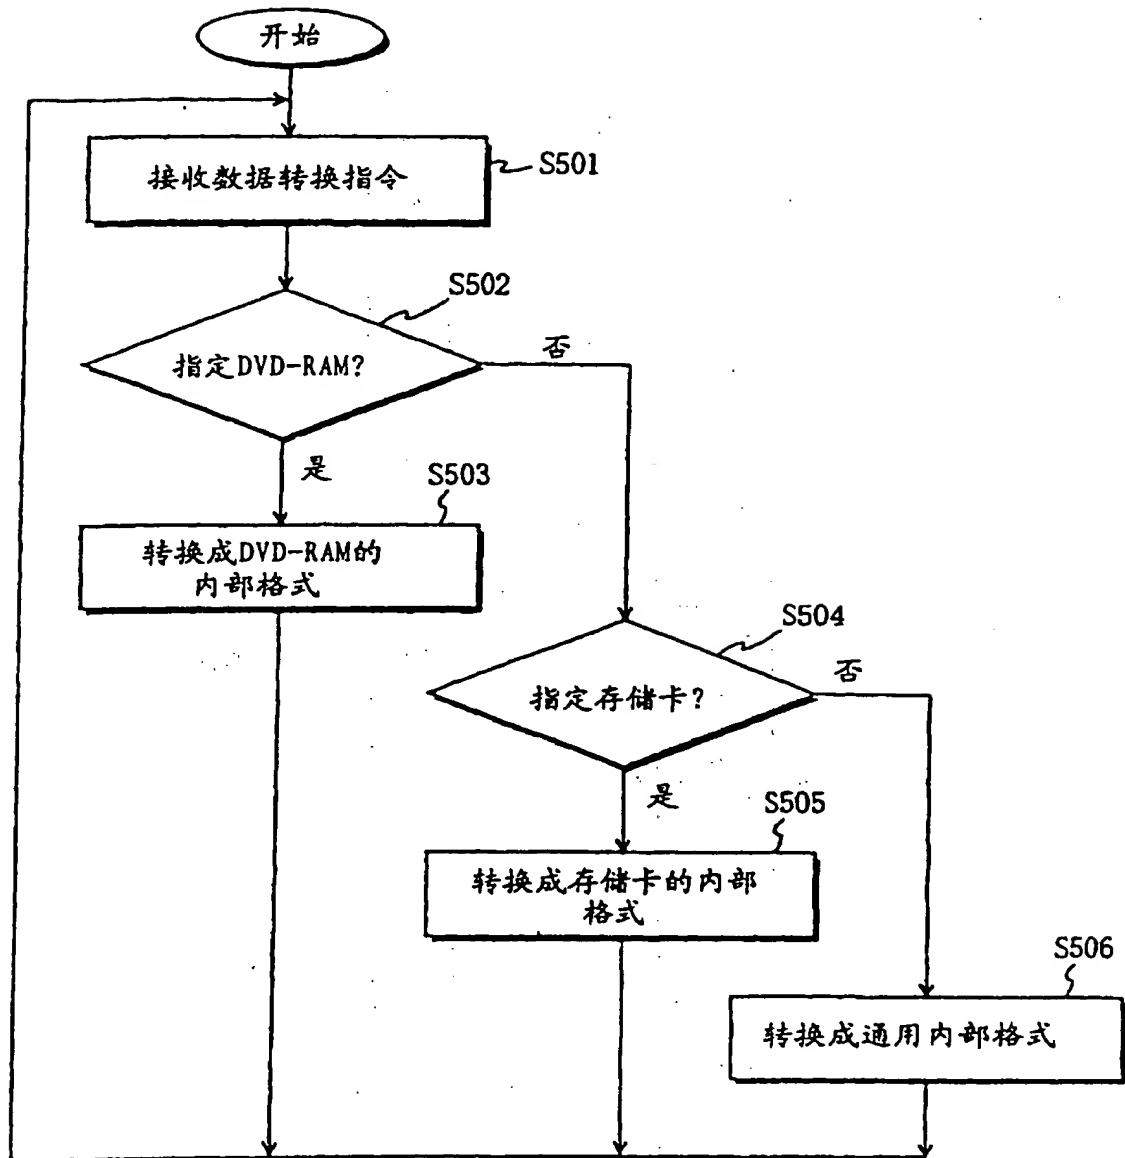 开始
接收数据转换指令
S501
S502
指定DVD-RAM?
否
是
S503
转换成DVD-RAM的
内部格式
S504
指定存储卡?
否
是
S505
转换成存储卡的内部
格式
S506
转换成通用内部格式